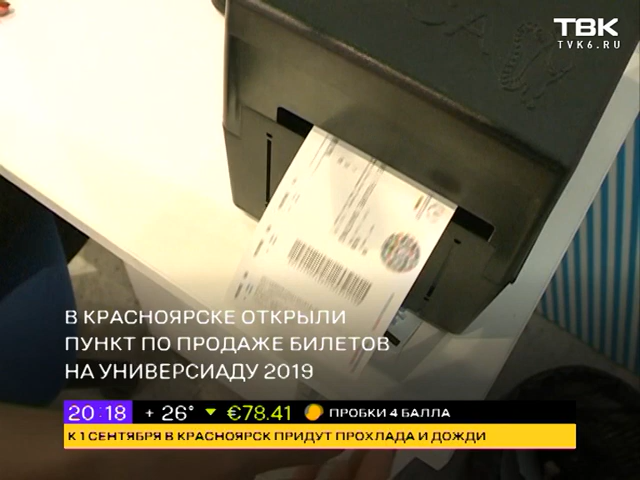 ТВК
TVK6.RU
В КРАСНОЯРСКЕ ОТКРЫЛИ
ПУНКТ ПО ПРОДАЖЕ БИЛЕТОВ
НА УНИВЕРСИАДУ 2019
20:18 + 26° €78.41 ПРОБКИ 4 БАЛЛА
К 1 СЕНТЯБРЯ В КРАСНОЯРСК ПРИДУТ ПРОХЛАДА И ДОЖДИ